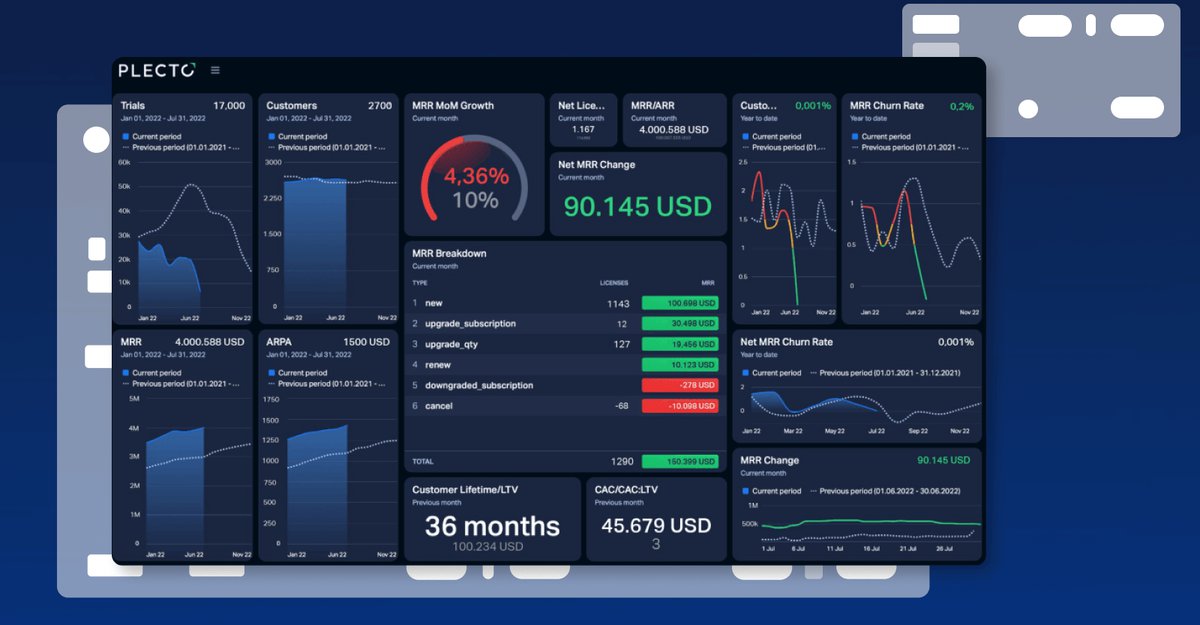 PLECTO
Trials 17,000
Jan 01, 2022 - Jul 31, 2022
Current period
Previous period (01.01.2021 - ...
60k
50k
40k
30k
20k
10k
0
Jan 22 Jun 22 Nov 22
Customers 2700
Jan 01, 2022 - Jul 31, 2022
Current period
Previous period (01.01.2021 - ...
3000
2.250
1.500
750
0
Jan 22 Jun 22 Nov 22
MRR MoM Growth
Current month
4,36%
10%
Net Lice...
Current month
1.167
MRR/ARR
Current month
4.000.588 USD
Net MRR Change
Current month
90.145 USD
Custo... 0,001%
Year to date
Current period
Previous period (01....
2.5
2
1.5
1
0.5
0
Jan 22 Jun 22 Nov 22
MRR Churn Rate 0,2%
Year to date
Current period
Previous period (01.01.2021 - ...
1.5
1
0.5
0
Jan 22 Jun 22 Nov 22
MRR Breakdown
Current month
TYPE LICENSES MRR
1 new 1143 100.698 USD
2 upgrade_subscription 12 30.498 USD
3 upgrade_qty 127 19.456 USD
4 renew 10.123 USD
5 downgraded_subscription -278 USD
6 cancel -68 -10.098 USD
TOTAL 1290 150.399 USD
MRR 4.000.588 USD
Jan 01, 2022 - Jul 31, 2022
Current period
Previous period (01.01.2021 - ...
5M
4M
3M
2M
1M
0
Jan 22 Jun 22 Nov 22
ARPA 1500 USD
Jan 01, 2022 - Jul 31, 2022
Current period
Previous period (01.01.2021 - ...
1750
1500
1250
1000
750
500
250
0
Jan 22 Jun 22 Nov 22
Customer Lifetime/LTV
Previous month
36 months
100.234 USD
CAC/CAC:LTV
Previous month
45.679 USD
3
Net MRR Churn Rate 0,001%
Year to date
Current period Previous period (01.01.2021 - 31.12.2021)
2
0
Jan 22 Mar 22 May 22 Jul 22 Sep 22 Nov 22
MRR Change 90.145 USD
Current month
Current period Previous period (01.06.2022 - 30.06.2022)
1M
500k
0
1 Jul 6 Jul 11 Jul 16 Jul 21 Jul 26 Jul